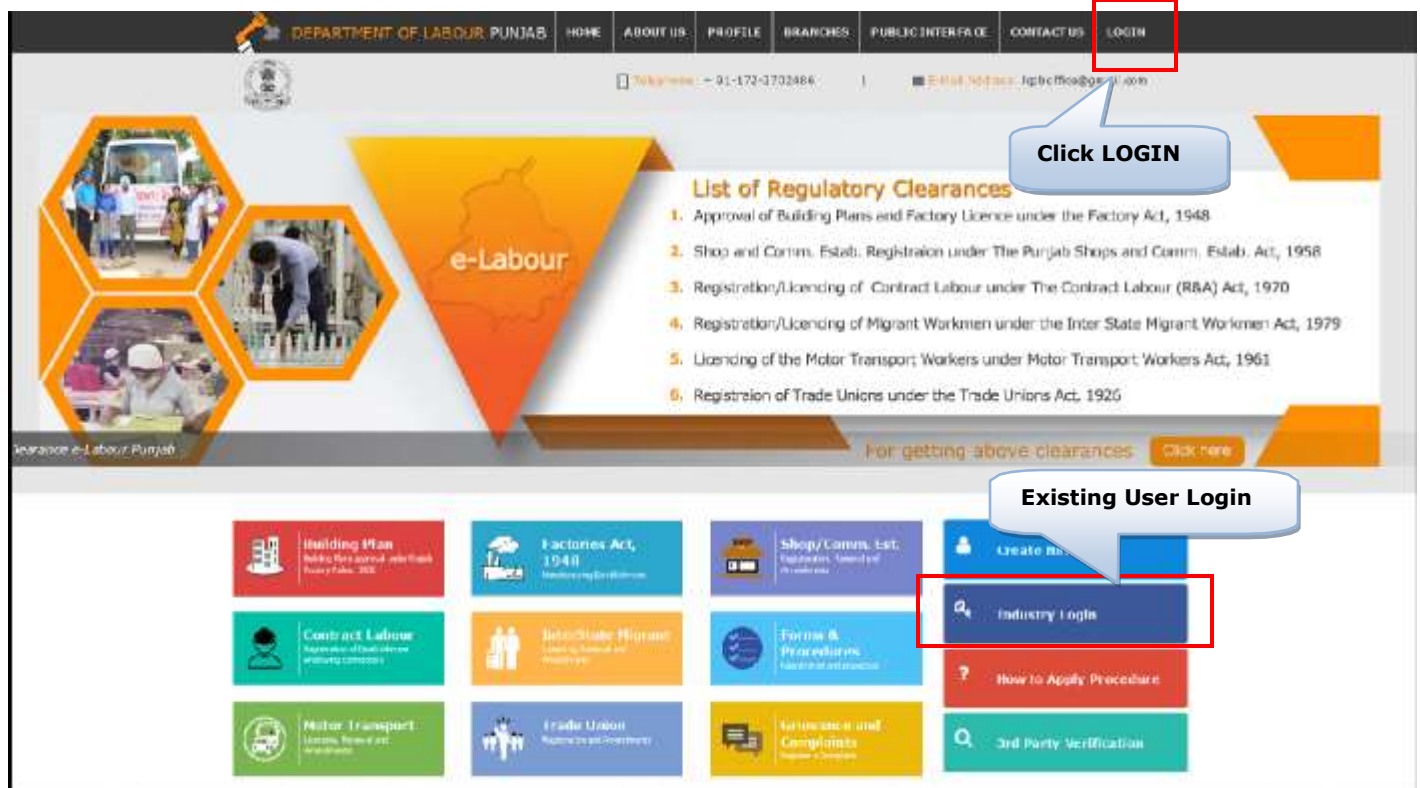 DEPARTMENT OF LABOUR PUNJAB
HOME
ABOUT US
PROFILE
BRANCHES
PUBLIC INTERFACE
CONTACT US
LOGIN
Click LOGIN
e-Labour
List of Regulatory Clearances
1. Approval of Building Plans and Factory Licence under the Factory Act, 1948
2. Shop and Comm. Estab. Registraion under The Punjab Shops and Comm. Estab. Act, 1958
3. Registration/Licencing of Contract Labour under The Contract Labour (R&A) Act, 1970
4. Registration/Licencing of Migrant Workmen under the Inter State Migrant Workmen Act, 1979
5. Licencing of the Motor Transport Workers under Motor Transport Workers Act, 1961
6. Registraion of Trade Unions under the Trade Unions Act, 1926
e-Labour Punjab
For getting above clearances
Click here
Existing User Login
Building Plan
Factories Act,
1948
Shop/Comm. Est.
Create
Industry Login
Contract Labour
InterState Migrant
Forms &
Procedures
How to Apply Procedure
Motor Transport
Trade Union
Grievance and
Complaints
3rd Party Verification